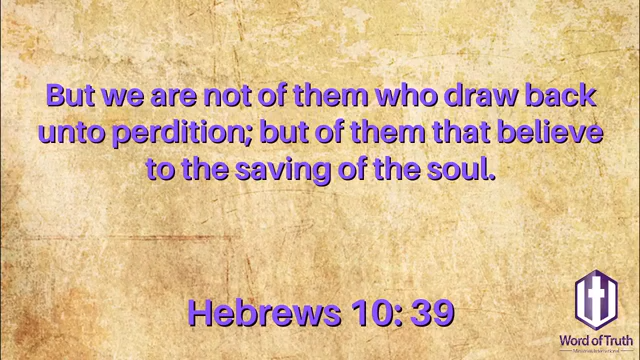 But we are not of them who draw back
unto perdition; but of them that believe
to the saving of the soul.
Hebrews 10: 39
Word of Truth